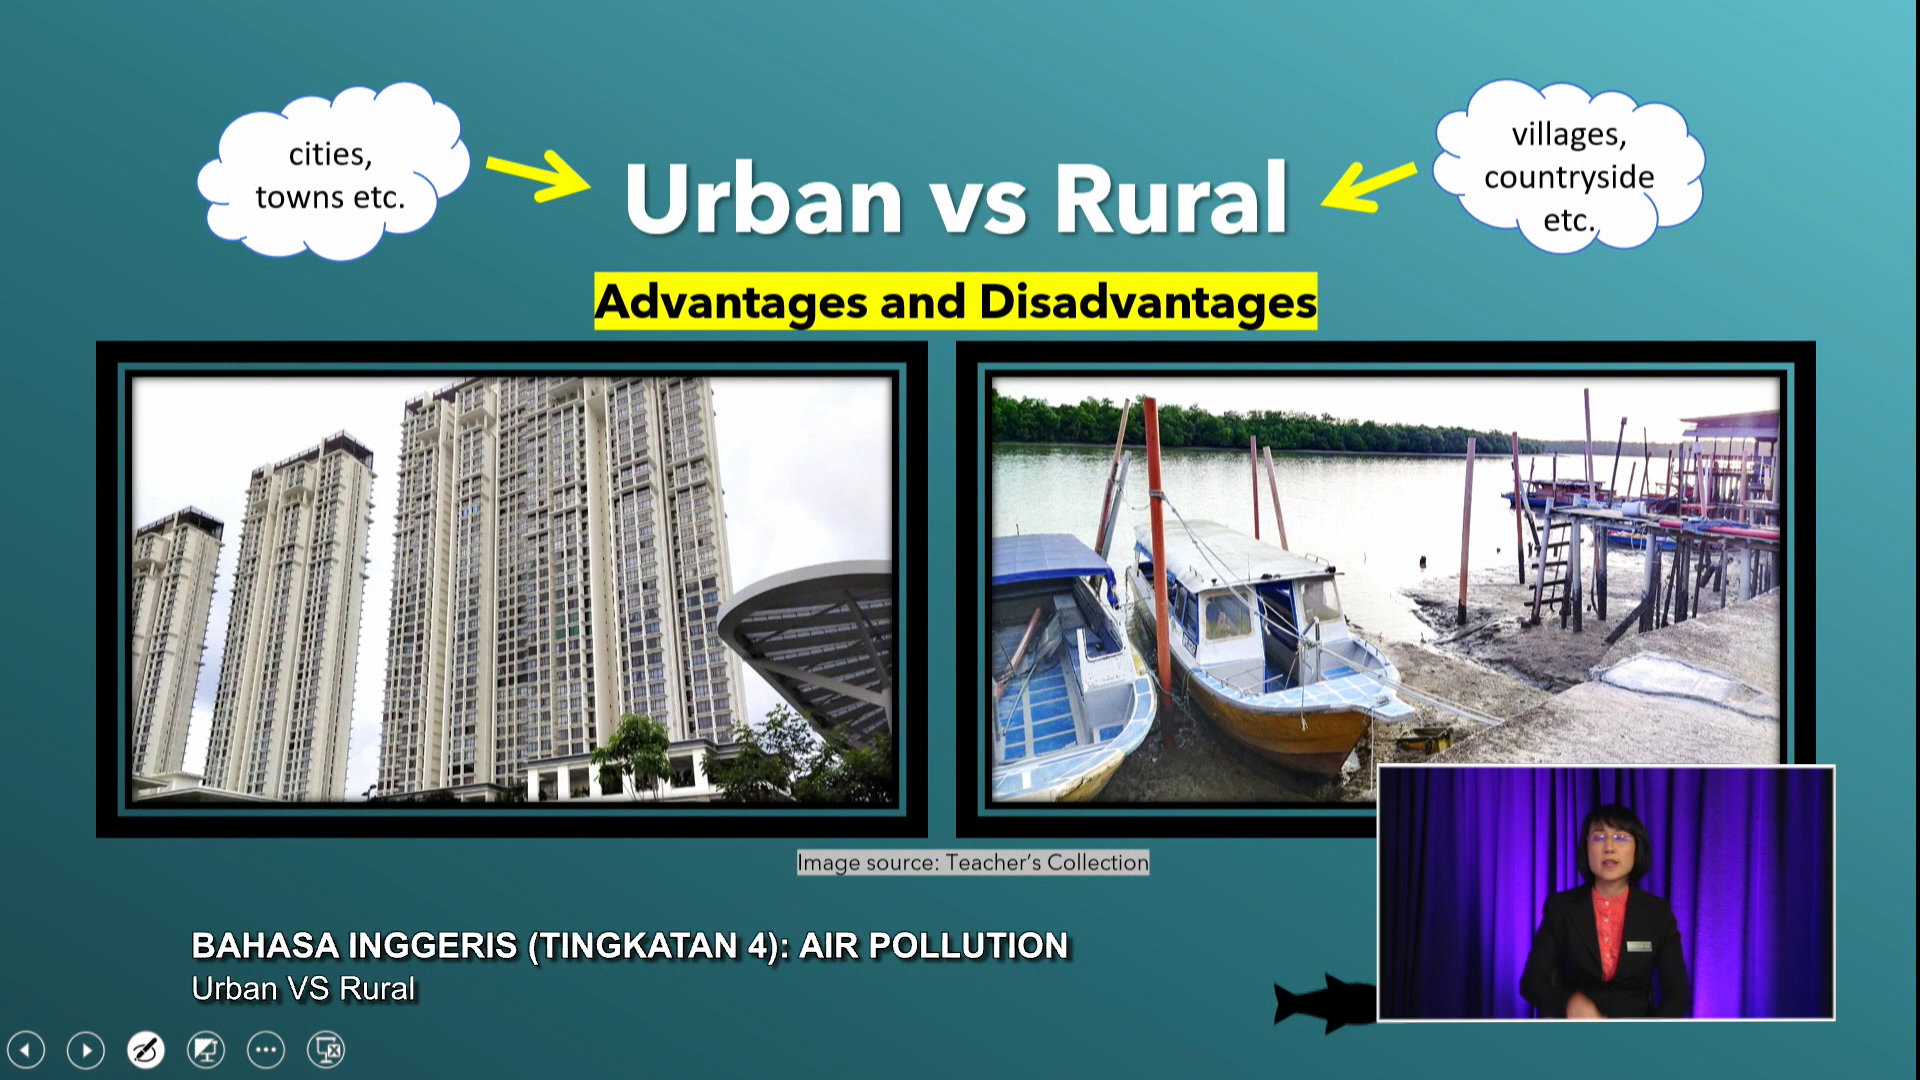 cities,
towns etc.
Urban vs Rural
villages,
countryside
etc.
Advantages and Disadvantages
Image source: Teacher's Collection
BAHASA INGGERIS (TINGKATAN 4): AIR POLLUTION
Urban VS Rural